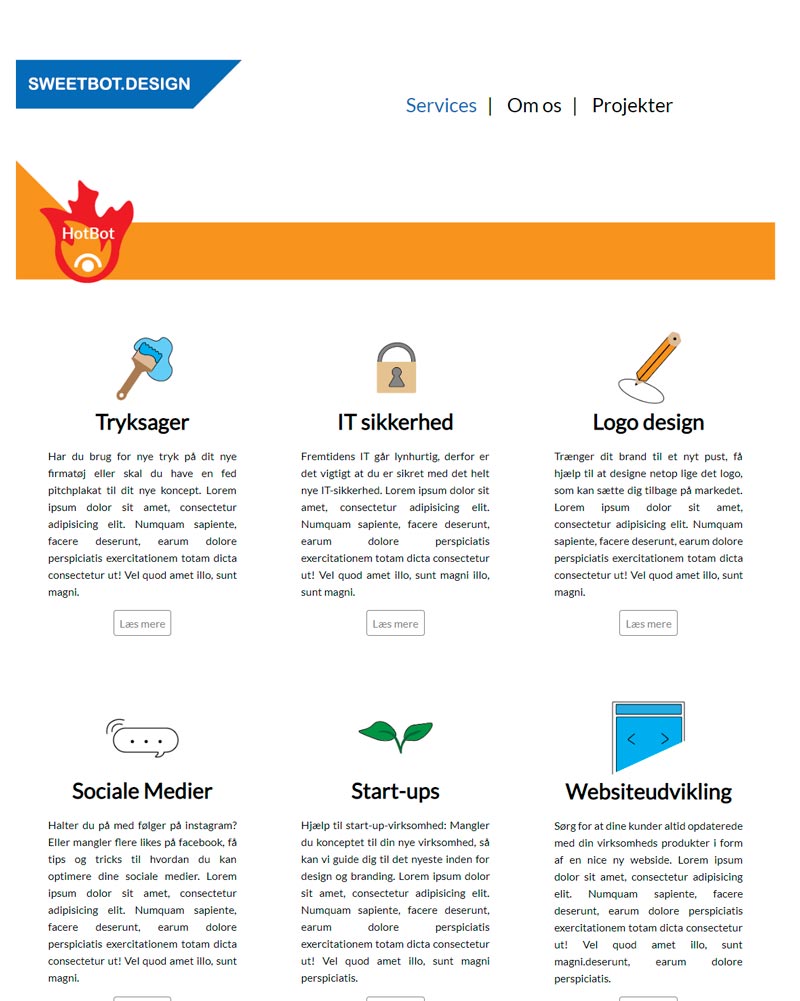 SWEETBOT.DESIGN
Services | Om os | Projekter
HotBot
Tryksager
Har du brug for nye tryk på dit nye
firmatøj eller skal du have en fed
pitchplakat til dit nye koncept. Lorem
ipsum dolor sit amet, consectetur
adipisicing elit. Numquam sapiente,
facere deserunt, earum dolore
perspiciatis exercitationem totam dicta
consectetur ut! Vel quod amet illo, sunt
magni.
Læs mere
IT sikkerhed
Fremtidens IT går lynhurtig, derfor er
det vigtigt at du er sikret med det helt
nye IT-sikkerhed. Lorem ipsum dolor sit
amet, consectetur adipisicing elit.
Numquam sapiente, facere deserunt,
earum dolore perspiciatis
exercitationem totam dicta consectetur
ut! Vel quod amet illo, sunt magni illo,
sunt magni.
Læs mere
Logo design
Trænger dit brand til et nyt pust, få
hjælp til at designe netop lige det logo,
som kan sætte dig tilbage på markedet.
Lorem ipsum dolor sit amet,
consectetur adipisicing elit. Numquam
sapiente, facere deserunt, earum dolore
perspiciatis exercitationem totam dicta
consectetur ut! Vel quod amet illo, sunt
magni.
Læs mere
Sociale Medier
Halter du på med følger på instagram?
Eller mangler flere likes på facebook, få
tips og tricks til hvordan du kan
optimere dine sociale medier. Lorem
ipsum dolor sit amet, consectetur
adipisicing elit. Numquam sapiente,
facere deserunt, earum dolore
perspiciatis exercitationem totam dicta
consectetur ut! Vel quod amet illo, sunt
magni.
Start-ups
Hjælp til start-up-virksomhed: Mangler
du konceptet til din nye virksomhed, så
kan vi guide dig til det nyeste inden for
design og branding. Lorem ipsum dolor
sit amet, consectetur adipisicing elit.
Numquam sapiente, facere deserunt,
earum dolore perspiciatis
exercitationem totam dicta consectetur
ut! Vel quod amet illo, sunt magni
perspiciatis.
Websiteudvikling
Sørg for at dine kunder altid opdaterede
med din virksomheds produkter i form
af en nice ny webside. Lorem ipsum
dolor sit amet, consectetur adipisicing
elit. Numquam sapiente, facere
deserunt, earum dolore perspiciatis
exercitationem totam dicta consectetur
ut! Vel quod amet illo, sunt
magni.deserunt, earum dolore
perspiciatis.